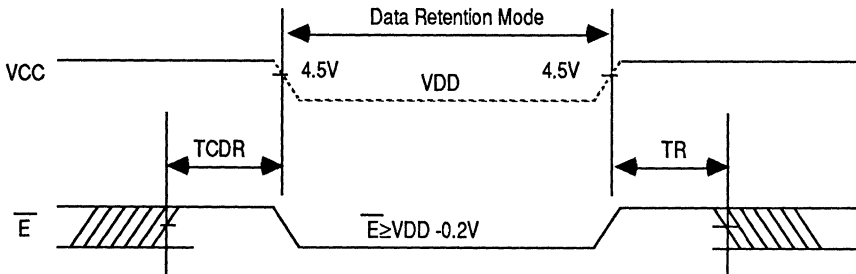 Data Retention Mode
VCC
4.5V
VDD
4.5V
TCDR
TR
E̅
E̅≥VDD -0.2V